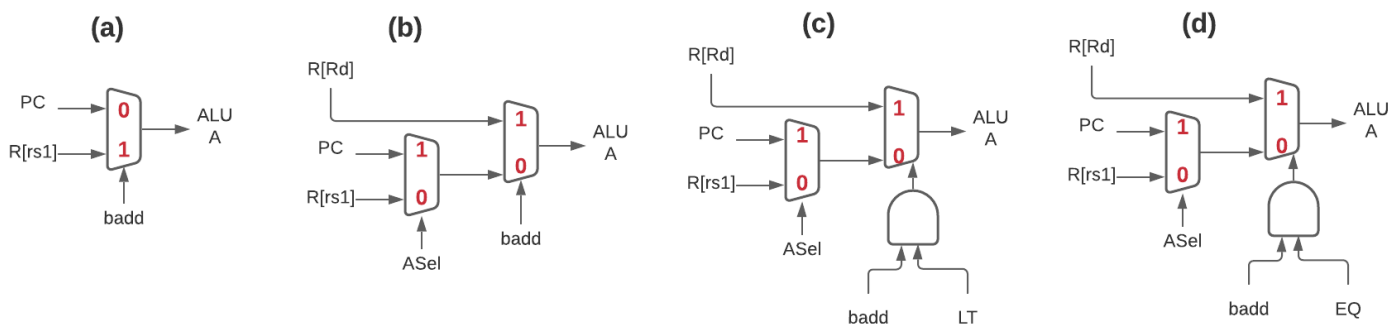 (a)
PC
R[rs1]
0
1
ALU
A
badd
(b)
R[Rd]
PC
R[rs1]
1
0
1
0
ALU
A
ASel
badd
(c)
R[Rd]
PC
R[rs1]
1
0
1
0
ALU
A
ASel
badd
LT
(d)
R[Rd]
PC
R[rs1]
1
0
1
0
ALU
A
ASel
badd
EQ